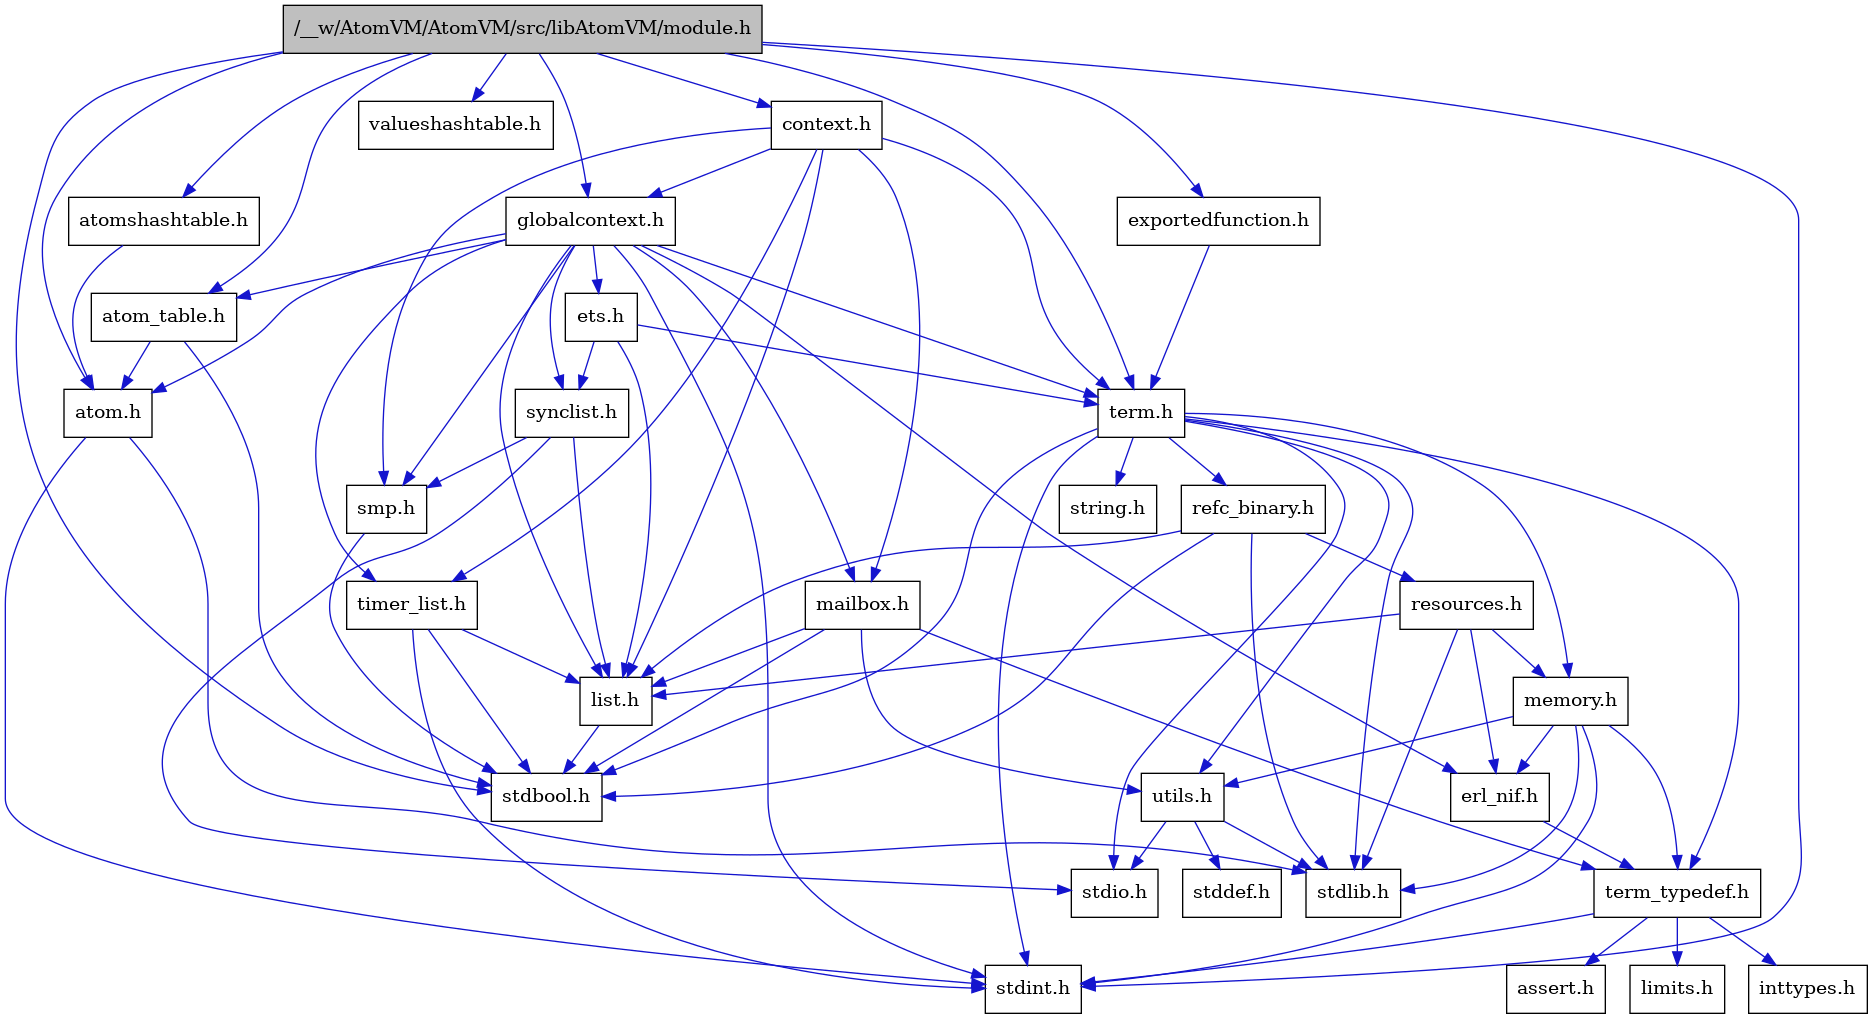 /__w/AtomVM/AtomVM/src/libAtomVM/module.h
valueshashtable.h
context.h
atomshashtable.h
globalcontext.h
exportedfunction.h
atom_table.h
ets.h
atom.h
synclist.h
term.h
smp.h
string.h
refc_binary.h
timer_list.h
mailbox.h
resources.h
list.h
memory.h
stdbool.h
utils.h
erl_nif.h
stdio.h
stddef.h
stdlib.h
term_typedef.h
stdint.h
assert.h
limits.h
inttypes.h